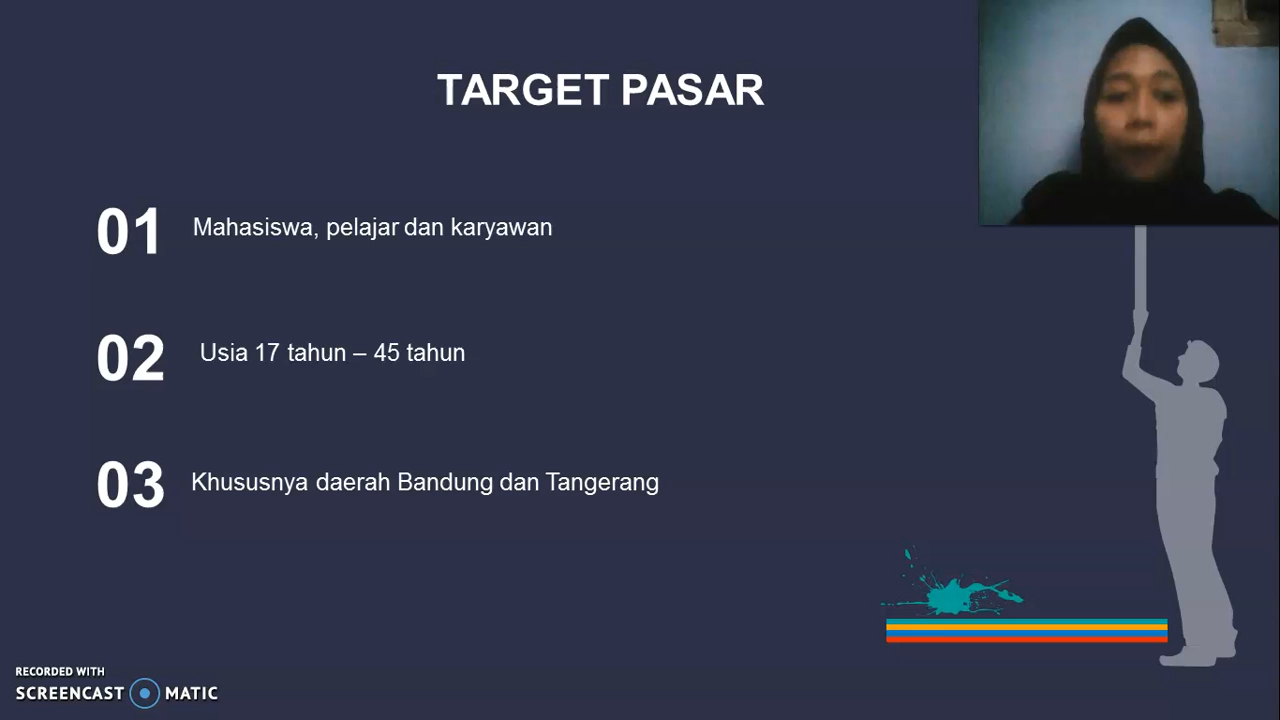 TARGET PASAR
01 Mahasiswa, pelajar dan karyawan
02 Usia 17 tahun – 45 tahun
03 Khususnya daerah Bandung dan Tangerang
RECORDED WITH
SCREENCAST MATIC